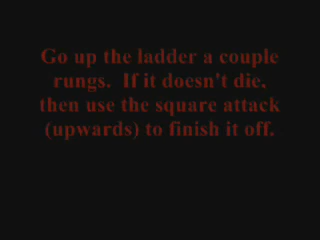 Go up the ladder a couple
rungs. If it doesn't die,
then use the square attack
(upwards) to finish it off.